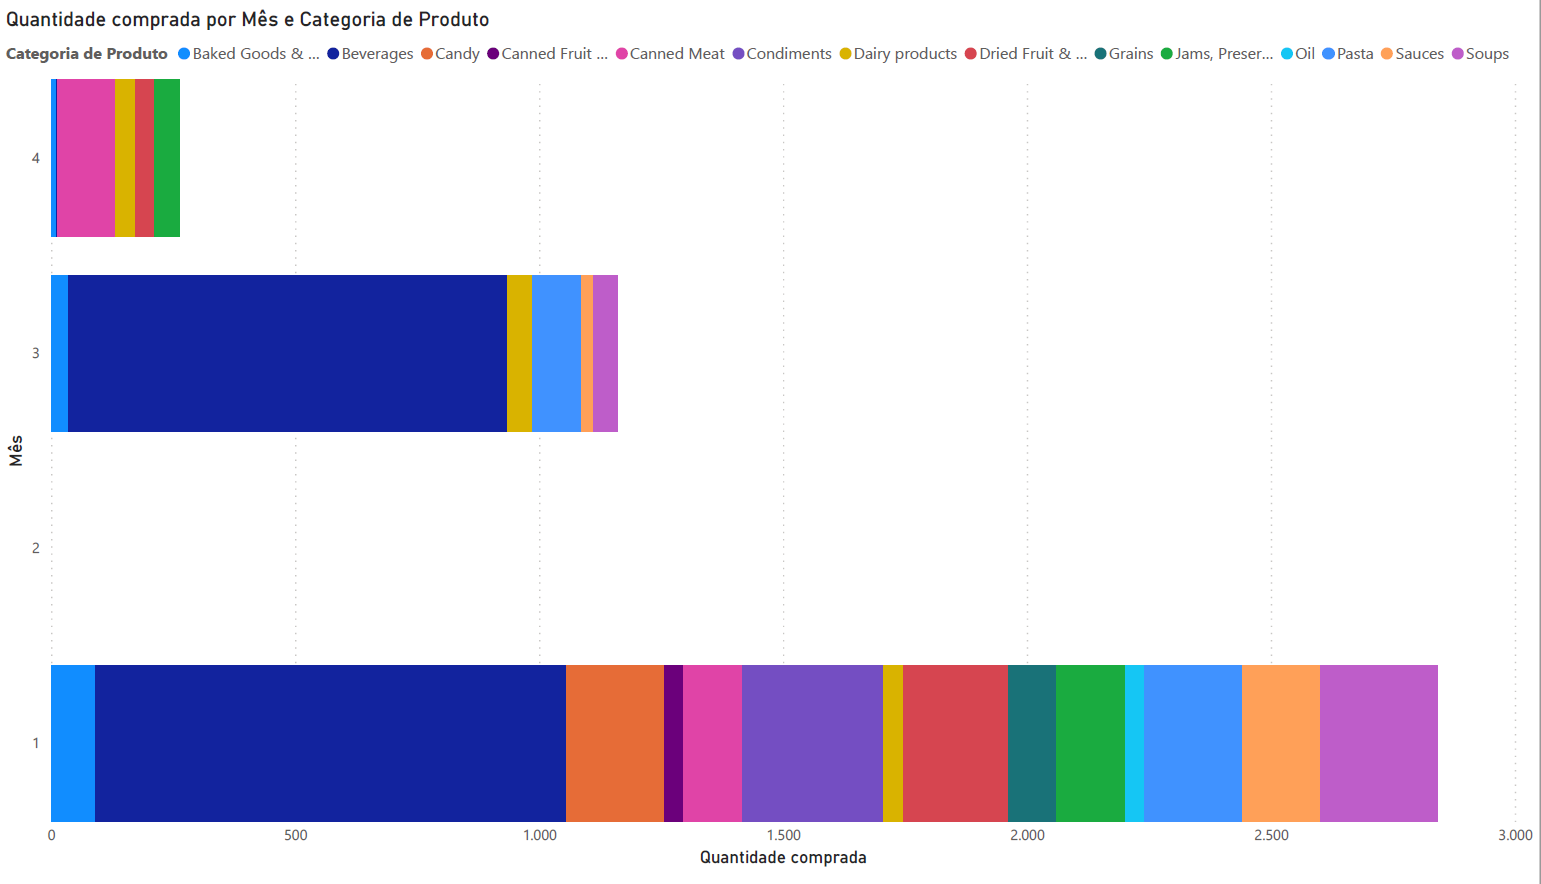 Quantidade comprada por Mês e Categoria de Produto
Categoria de Produto Baked Goods & ... Beverages Candy Canned Fruit ... Canned Meat Condiments Dairy products Dried Fruit & ... Grains Jams, Preser... Oil Pasta Sauces Soups
4
3
Mês
2
1
0 500 1.000 1.500 2.000 2.500 3.000
Quantidade comprada